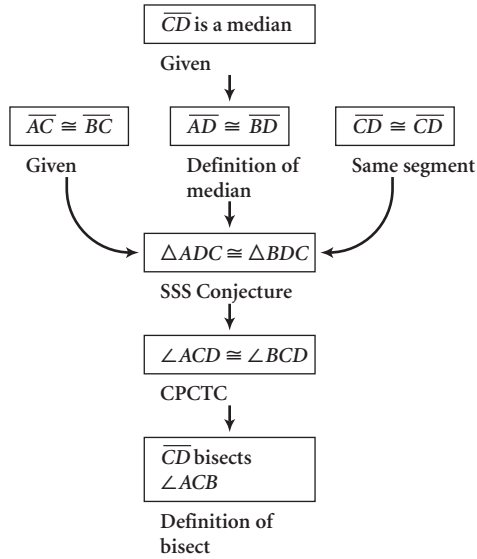 CD is a median
Given
AC ≅ BC
AD ≅ BD
CD ≅ CD
Given
Definition of
median
Same segment
△ADC ≅ △BDC
SSS Conjecture
∠ACD ≅ ∠BCD
CPCTC
CD bisects
∠ACB
Definition of
bisect